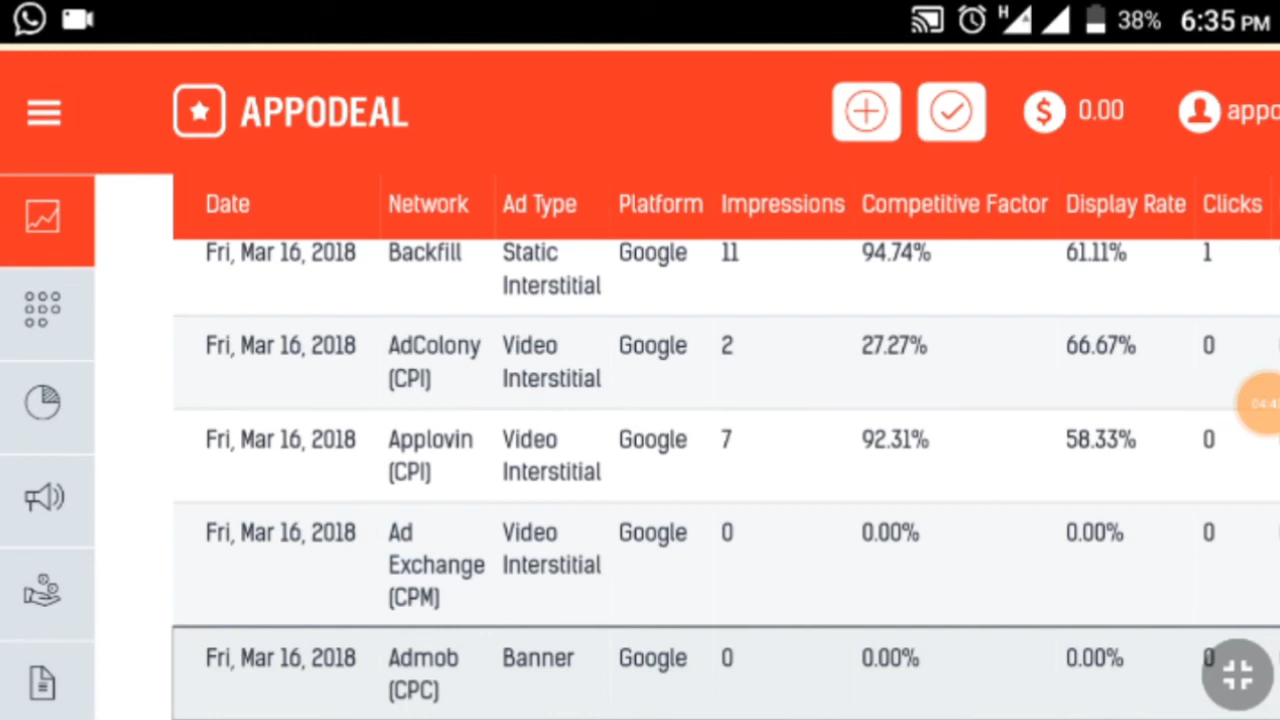 H 38% 6:35 PM
APPODEAL 0.00 appo
Date Network Ad Type Platform Impressions Competitive Factor Display Rate Clicks
Fri, Mar 16, 2018 Backfill Static Google 11 94.74% 61.11% 1
Interstitial
Fri, Mar 16, 2018 AdColony Video Google 2 27.27% 66.67% 0
(CPI) Interstitial
Fri, Mar 16, 2018 Applovin Video Google 7 92.31% 58.33% 0
(CPI) Interstitial
Fri, Mar 16, 2018 Ad Video Google 0 0.00% 0.00% 0
Exchange Interstitial
(CPM)
Fri, Mar 16, 2018 Admob Banner Google 0 0.00% 0.00% 0
(CPC)